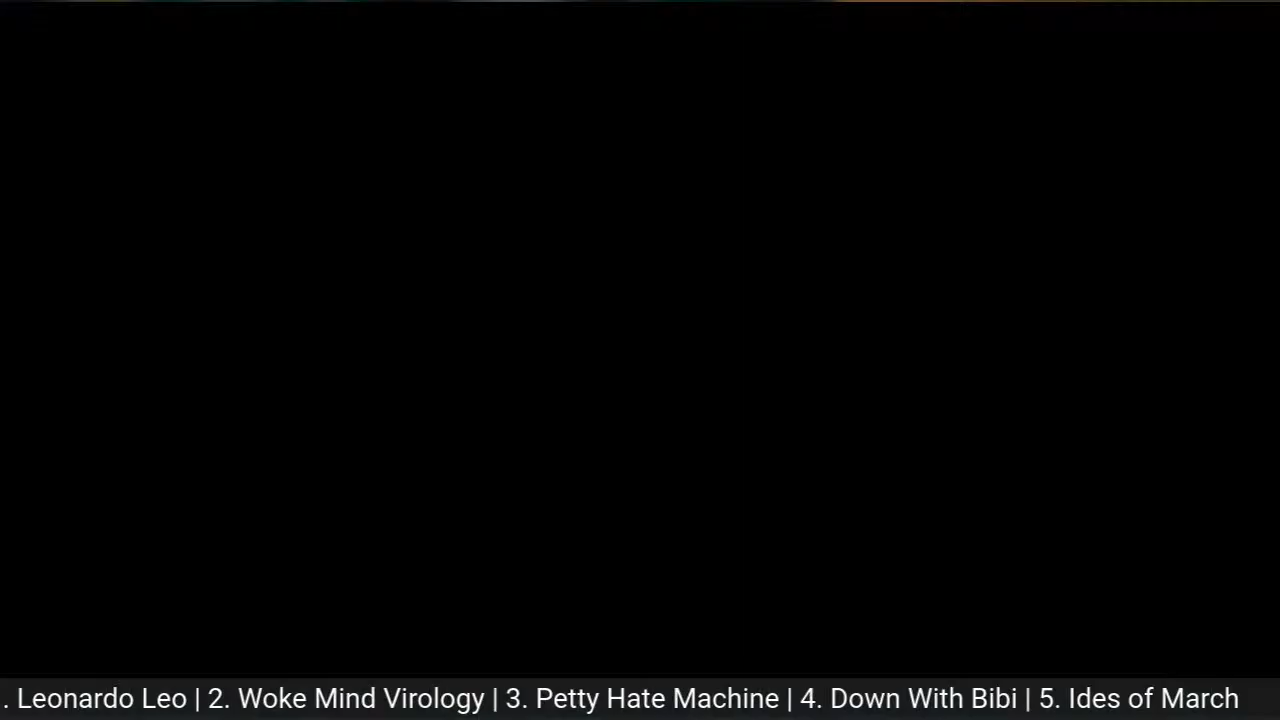 . Leonardo Leo | 2. Woke Mind Virology | 3. Petty Hate Machine | 4. Down With Bibi | 5. Ides of March